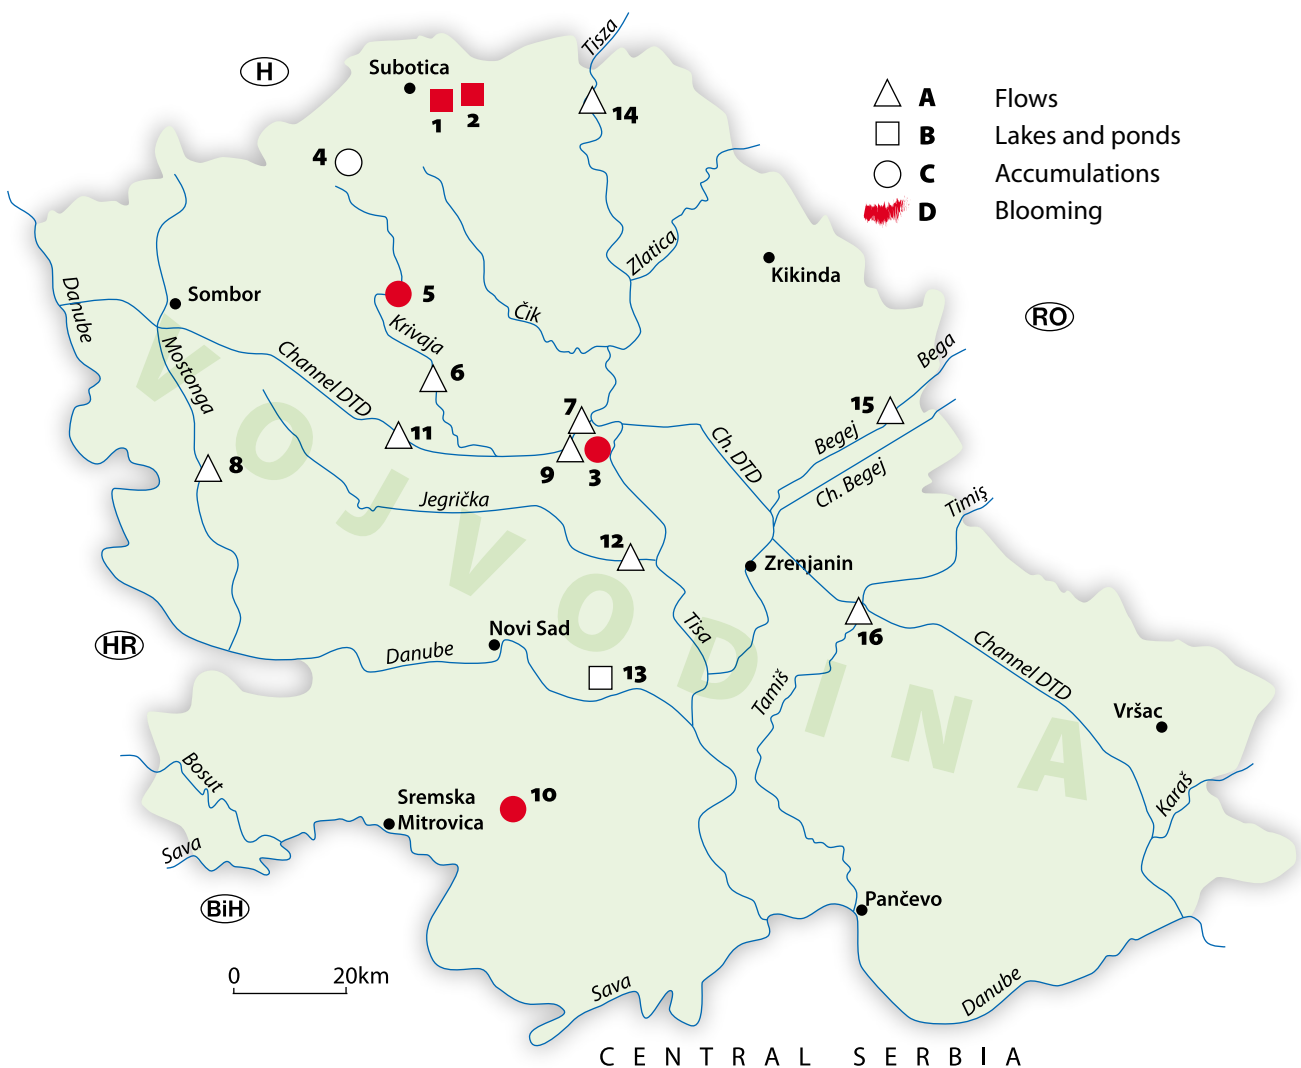 Tisza
H
Subotica
1
2
14
A
Flows
B
Lakes and ponds
C
Accumulations
D
Blooming
4
Zlatica
Kikinda
Danube
Sombor
5
Čik
Krivaja
RO
Mostonga
Channel DTD
6
Bega
7
15
11
Ch. DTD
Begej
8
9
3
Ch. Begej
Jegrička
Timiş
12
Zrenjanin
VOJVODINA
Tisa
16
HR
Novi Sad
Danube
13
Channel DTD
Tamiš
Vršac
Bosut
Sremska
Mitrovica
10
Karaš
Sava
BiH
Pančevo
0
20km
Sava
Danube
CENTRAL SERBIA